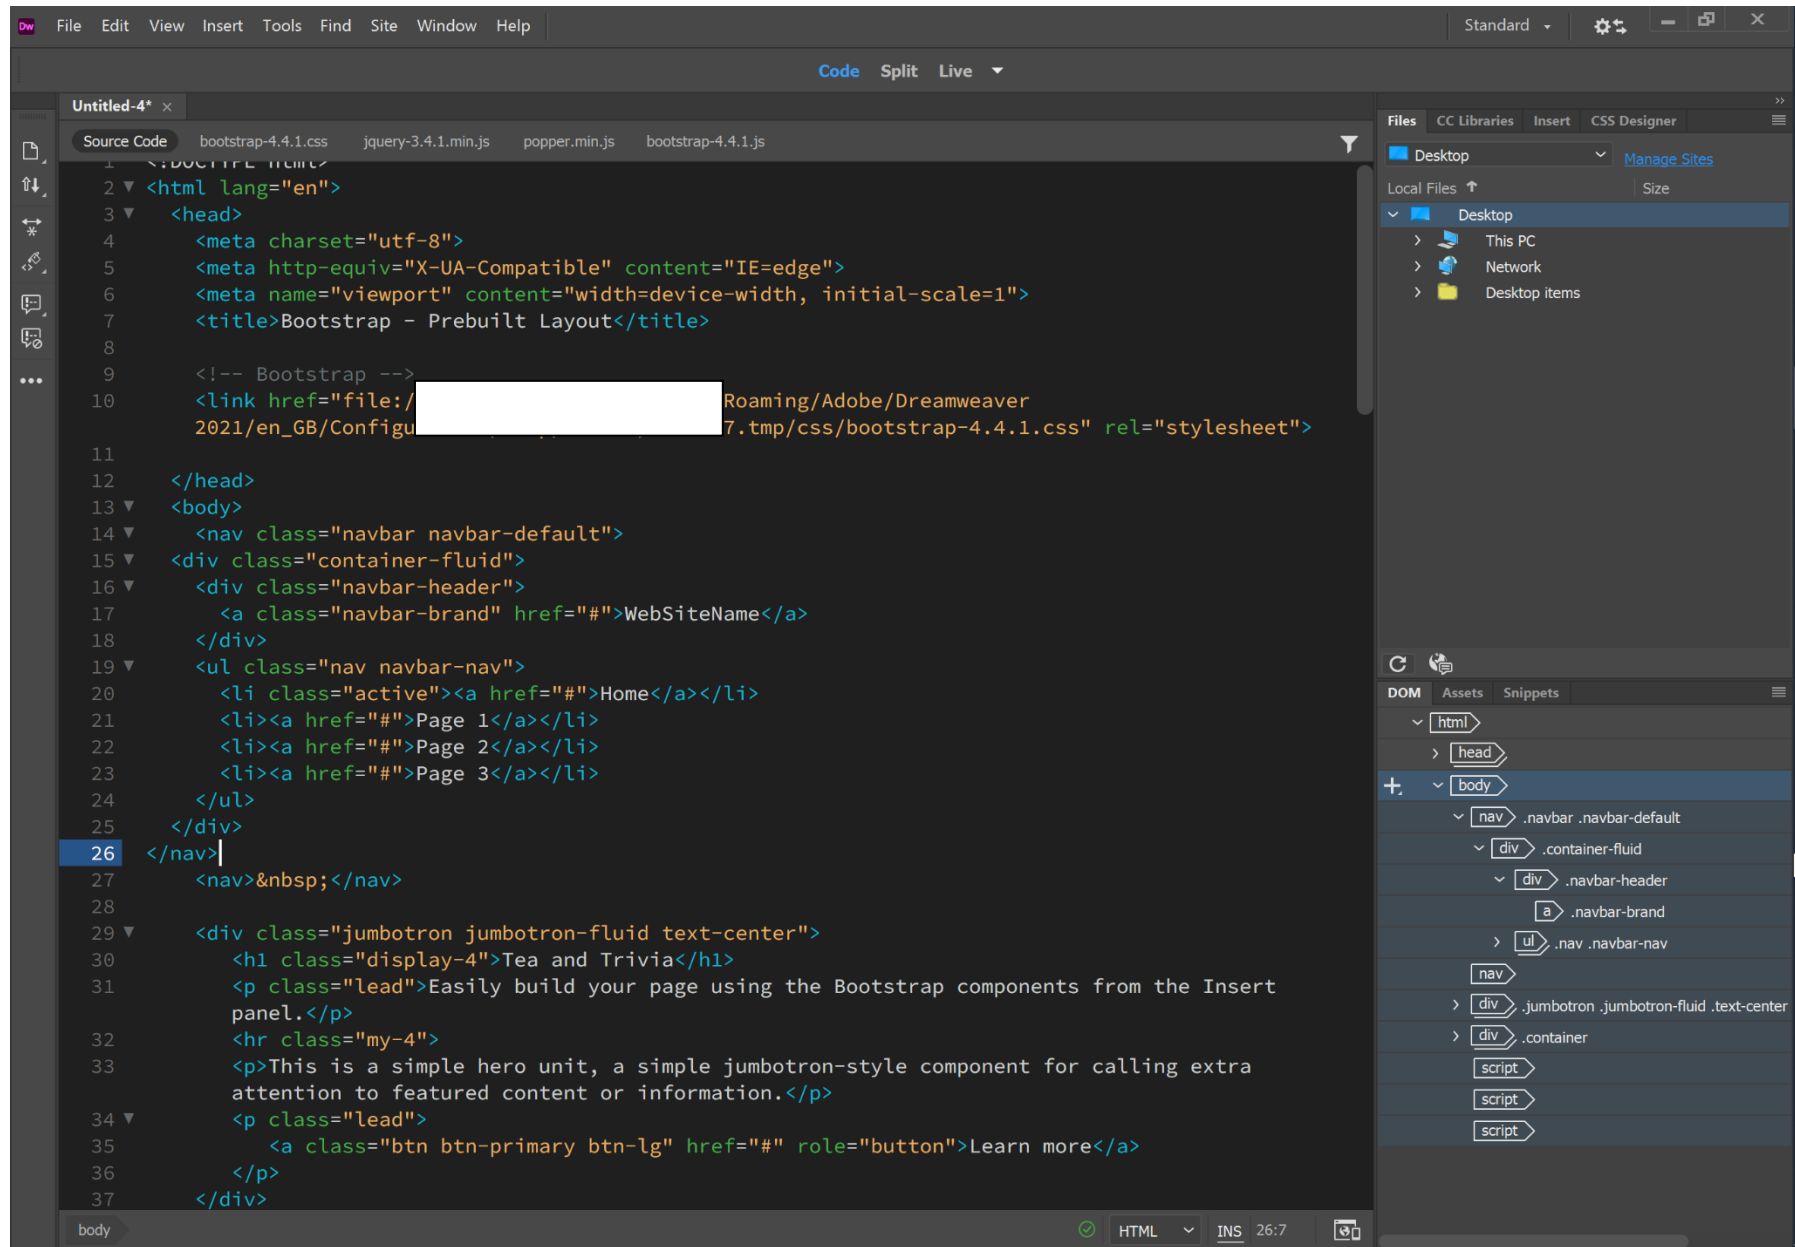 Dw File Edit View Insert Tools Find Site Window Help Standard
Code Split Live
Untitled-4* ×
Source Code bootstrap-4.4.1.css jquery-3.4.1.min.js popper.min.js bootstrap-4.4.1.js
1 <!DOCTYPE html>
2 <html lang="en">
3 <head>
4 <meta charset="utf-8">
5 <meta http-equiv="X-UA-Compatible" content="IE=edge">
6 <meta name="viewport" content="width=device-width, initial-scale=1">
7 <title>Bootstrap - Prebuilt Layout</title>
8
9 <!-- Bootstrap -->
10 <link href="file:/ Roaming/Adobe/Dreamweaver
2021/en_GB/Configu 7.tmp/css/bootstrap-4.4.1.css" rel="stylesheet">
11
12 </head>
13 <body>
14 <nav class="navbar navbar-default">
15 <div class="container-fluid">
16 <div class="navbar-header">
17 <a class="navbar-brand" href="#">WebSiteName</a>
18 </div>
19 <ul class="nav navbar-nav">
20 <li class="active"><a href="#">Home</a></li>
21 <li><a href="#">Page 1</a></li>
22 <li><a href="#">Page 2</a></li>
23 <li><a href="#">Page 3</a></li>
24 </ul>
25 </div>
26 </nav>
27 <nav>&nbsp;</nav>
28
29 <div class="jumbotron jumbotron-fluid text-center">
30 <h1 class="display-4">Tea and Trivia</h1>
31 <p class="lead">Easily build your page using the Bootstrap components from the Insert
panel.</p>
32 <hr class="my-4">
33 <p>This is a simple hero unit, a simple jumbotron-style component for calling extra
attention to featured content or information.</p>
34 <p class="lead">
35 <a class="btn btn-primary btn-lg" href="#" role="button">Learn more</a>
36 </p>
37 </div>
body HTML INS 26:7
Files CC Libraries Insert CSS Designer
Desktop Manage Sites
Local Files Size
Desktop
This PC
Network
Desktop items
DOM Assets Snippets
html
head
body
nav .navbar .navbar-default
div .container-fluid
div .navbar-header
a .navbar-brand
ul .nav .navbar-nav
nav
div .jumbotron .jumbotron-fluid .text-center
div .container
script
script
script